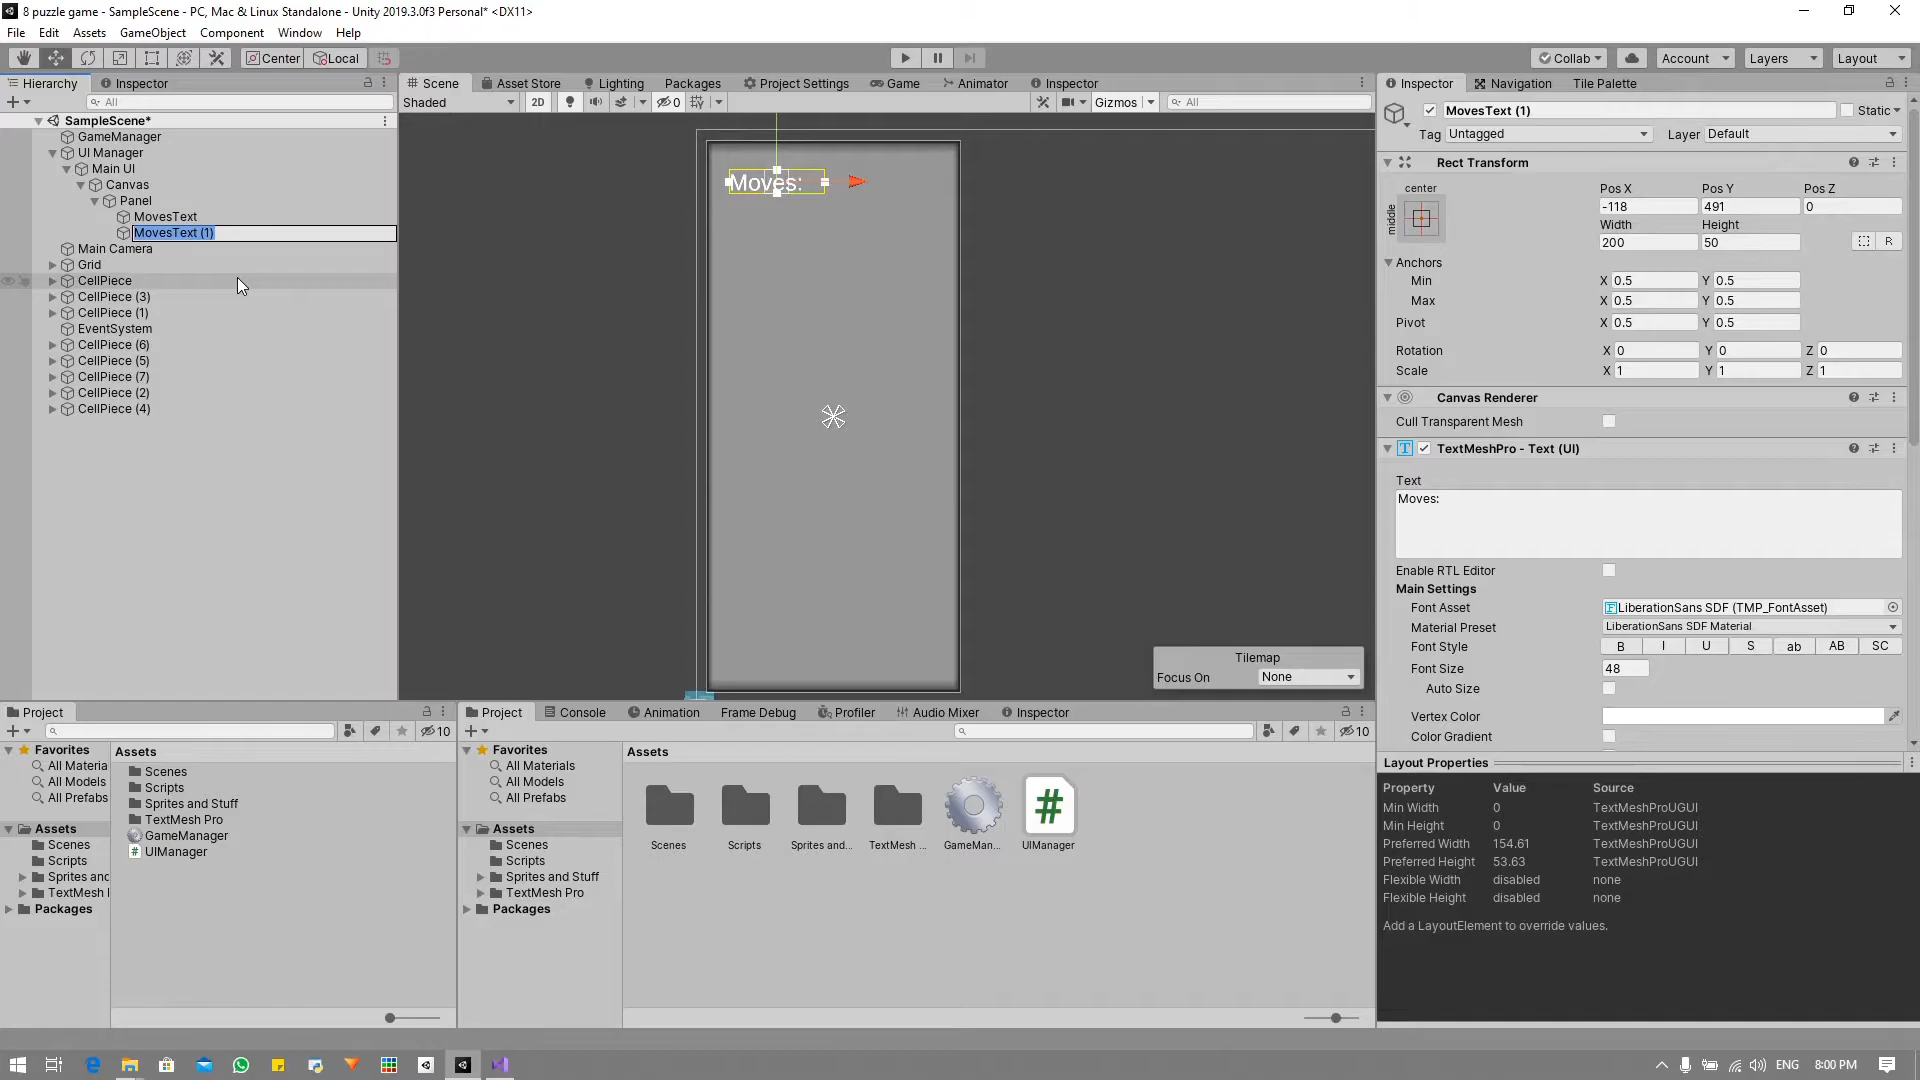 8 puzzle game - SampleScene - PC, Mac & Linux Standalone - Unity 2019.3.0f3 Personal* <DX11>
File Edit Assets GameObject Component Window Help
Center Local Collab Account Layers Layout
Hierarchy Inspector
All
SampleScene*
GameManager
UI Manager
Main UI
Canvas
Panel
MovesText
MovesText (1)
Main Camera
Grid
CellPiece
CellPiece (3)
CellPiece (1)
EventSystem
CellPiece (6)
CellPiece (5)
CellPiece (7)
CellPiece (2)
CellPiece (4)
Scene Asset Store Lighting Packages Project Settings Game Animator Inspector
Shaded 2D 0 Gizmos All
Moves:
Tilemap
Focus On None
Inspector Navigation Tile Palette
MovesText (1) Static
Tag Untagged Layer Default
Rect Transform
center Pos X Pos Y Pos Z
middle -118 491 0
Width Height
200 50 R
Anchors
Min X 0.5 Y 0.5
Max X 0.5 Y 0.5
Pivot X 0.5 Y 0.5
Rotation X 0 Y 0 Z 0
Scale X 1 Y 1 Z 1
Canvas Renderer
Cull Transparent Mesh
TextMeshPro - Text (UI)
Text
Moves:
Enable RTL Editor
Main Settings
Font Asset LiberationSans SDF (TMP_FontAsset)
Material Preset LiberationSans SDF Material
Font Style B I U S ab AB SC
Font Size 48
Auto Size
Vertex Color
Color Gradient
Layout Properties
Property Value Source
Min Width 0 TextMeshProUGUI
Min Height 0 TextMeshProUGUI
Preferred Width 154.61 TextMeshProUGUI
Preferred Height 53.63 TextMeshProUGUI
Flexible Width disabled none
Flexible Height disabled none
Add a LayoutElement to override values.
Project
10
Favorites
All Materia
All Models
All Prefabs
Assets
Scenes
Scripts
Sprites and
TextMesh
Packages
Assets
Scenes
Scripts
Sprites and Stuff
TextMesh Pro
GameManager
UIManager
Project Console Animation Frame Debug Profiler Audio Mixer Inspector
10
Favorites
All Materials
All Models
All Prefabs
Assets
Scenes
Scripts
Sprites and Stuff
TextMesh Pro
Packages
Assets
Scenes Scripts Sprites and... TextMesh ... GameMan... UIManager
ENG 8:00 PM